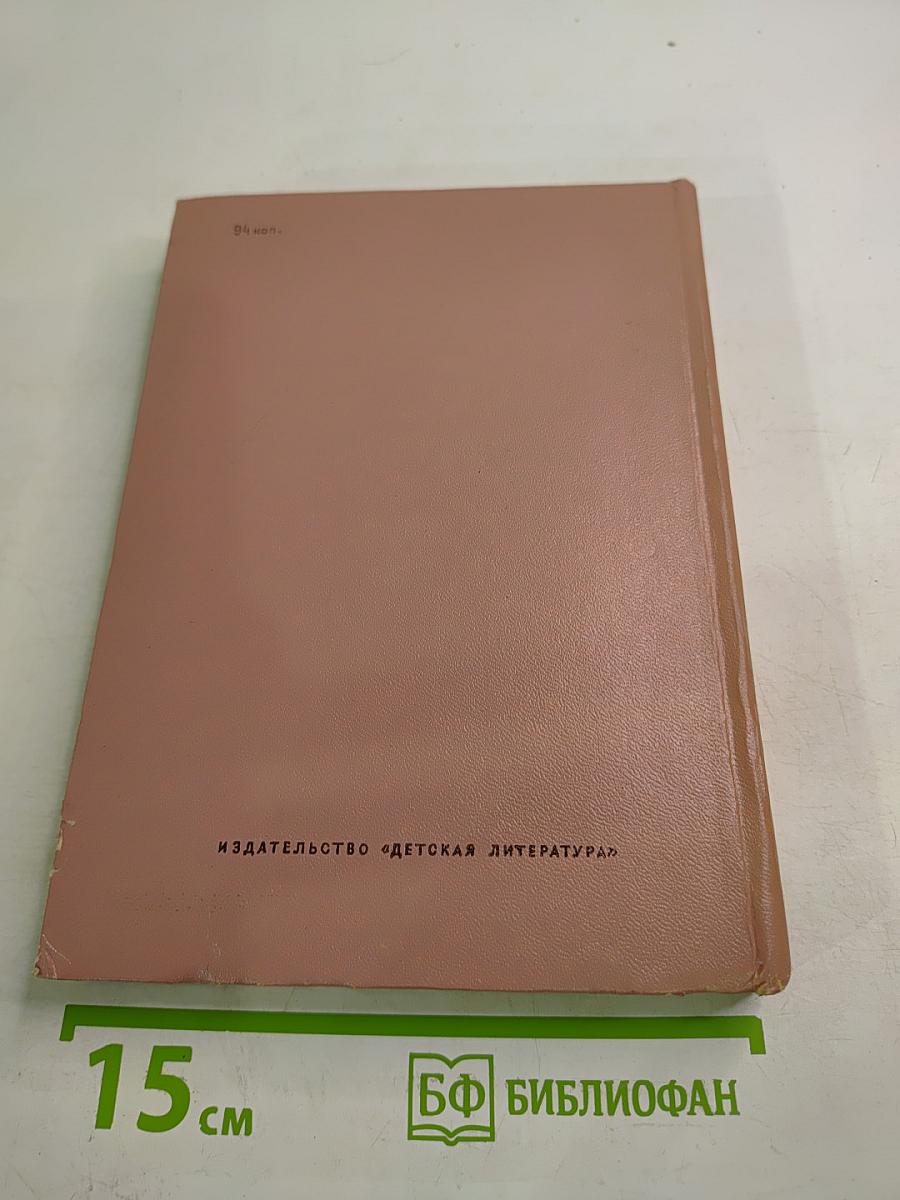 94 коп.
ИЗДАТЕЛЬСТВО «ДЕТСКАЯ ЛИТЕРАТУРА»
15 см
БФ БИБЛИОФАН